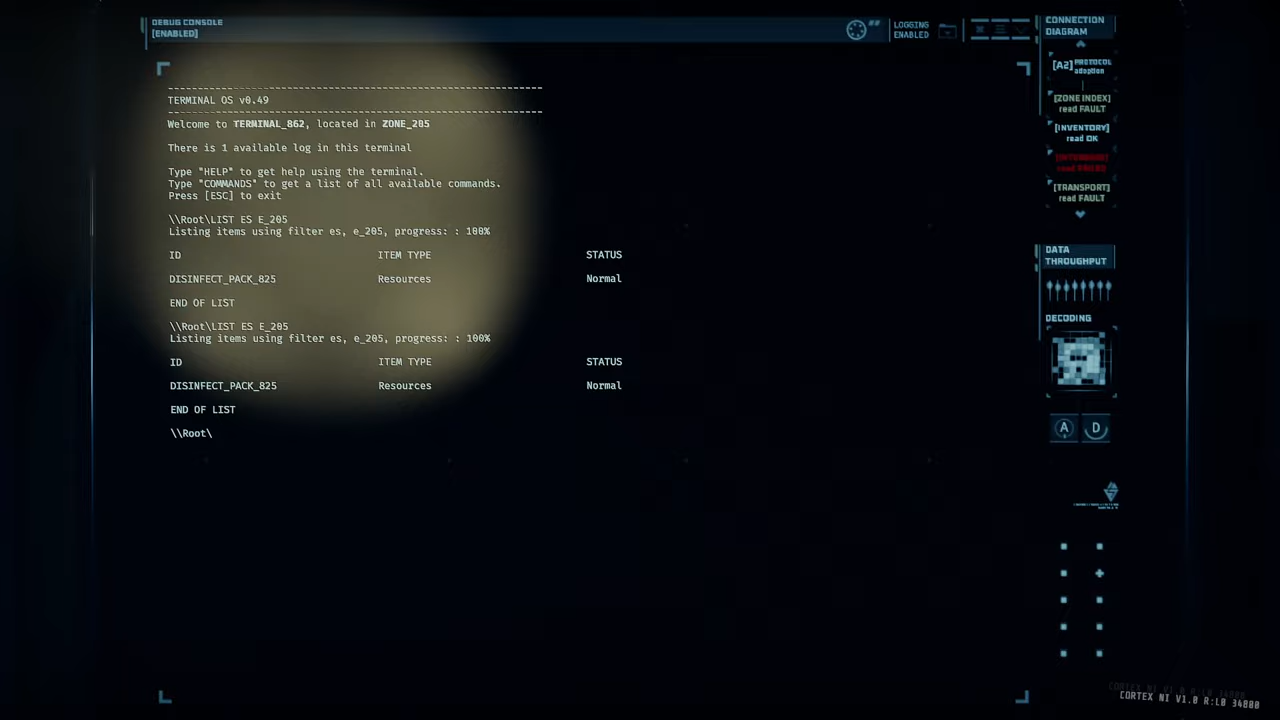 DEBUG CONSOLE
[ENABLED]
LOGGING
ENABLED
CONNECTION
DIAGRAM
[A2] PROTOCOL
adaption
[ZONE INDEX]
read FAULT
[INVENTORY]
read OK
[TRANSPORT]
read FAULT
DATA
THROUGHPUT
DECODING
A D
--------------------------------------------------------------
TERMINAL OS v0.49
--------------------------------------------------------------
Welcome to TERMINAL_862, located in ZONE_205
There is 1 available log in this terminal
Type "HELP" to get help using the terminal.
Type "COMMANDS" to get a list of all available commands.
Press [ESC] to exit
\\Root\LIST ES E_205
Listing items using filter es, e_205, progress: : 100%
ID ITEM TYPE STATUS
DISINFECT_PACK_825 Resources Normal
END OF LIST
\\Root\LIST ES E_205
Listing items using filter es, e_205, progress: : 100%
ID ITEM TYPE STATUS
DISINFECT_PACK_825 Resources Normal
END OF LIST
\\Root\
CORTEX NI V1.0 R:L0 34800